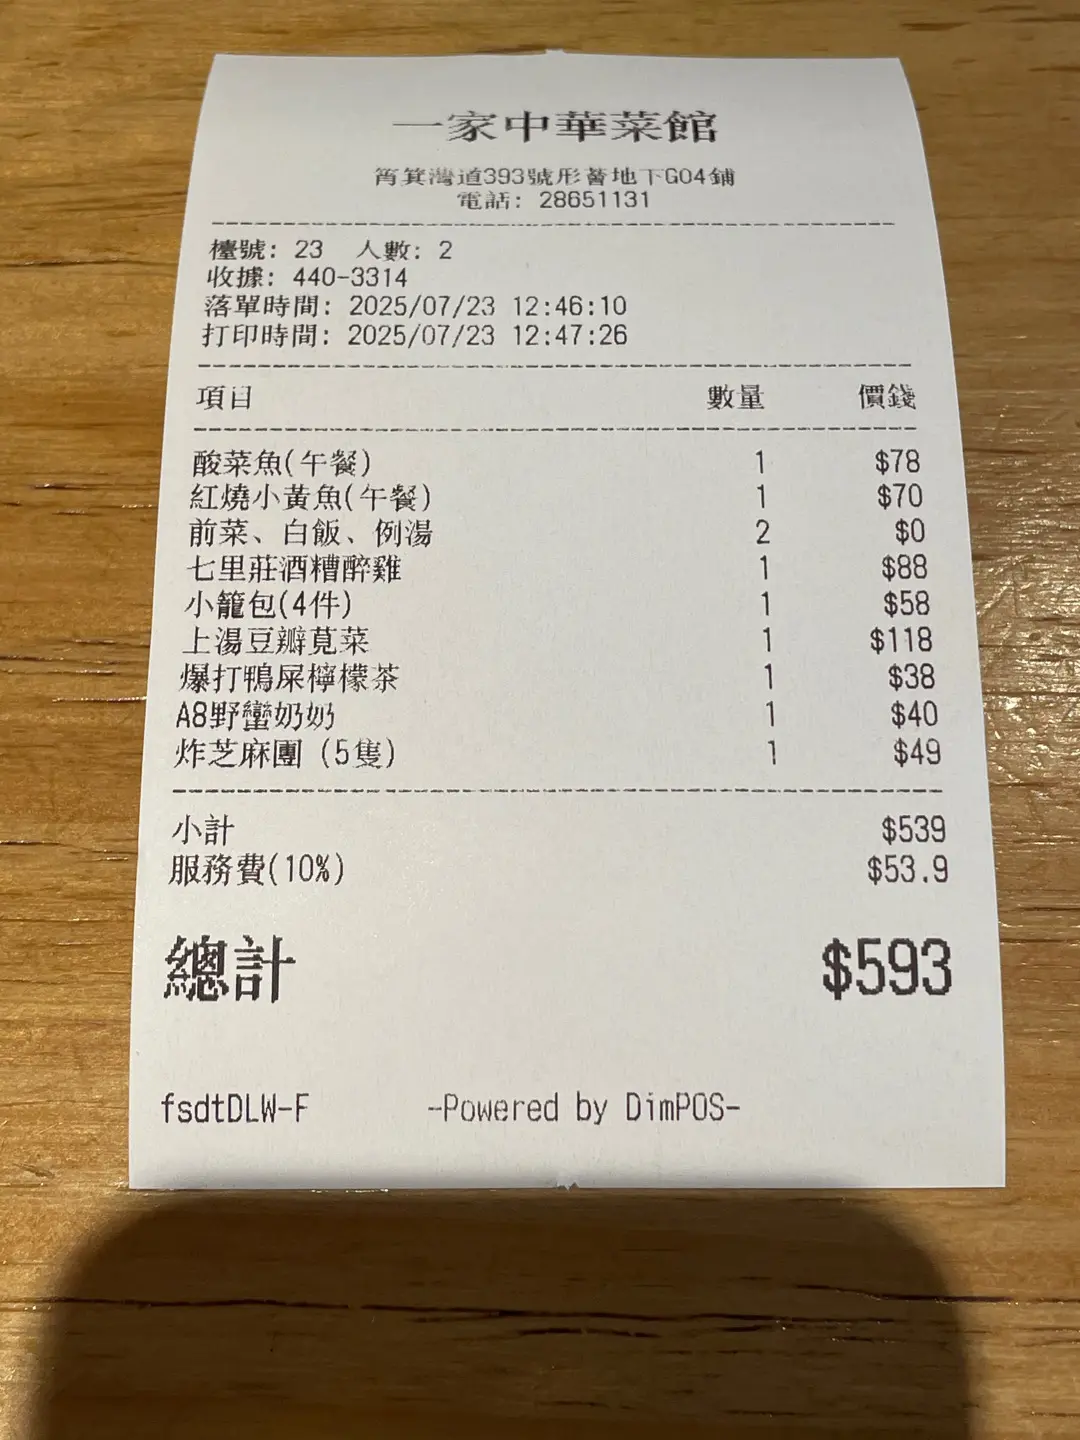 一家中華菜館
筲箕灣道393號形薈地下G04鋪
電話: 28651131
檯號: 23 人數: 2
收據: 440-3314
落單時間: 2025/07/23 12:46:10
打印時間: 2025/07/23 12:47:26
項目 數量 價錢
酸菜魚(午餐) 1 $78
紅燒小黃魚(午餐) 1 $70
前菜、白飯、例湯 2 $0
七里莊酒糟醉雞 1 $88
小籠包(4件) 1 $58
上湯豆瓣莧菜 1 $118
爆打鴨屎檸檬茶 1 $38
A8野蠻奶奶 1 $40
炸芝麻團 (5隻) 1 $49
小計 $539
服務費(10%) $53.9
總計 $593
fsdtDLW-F -Powered by DimPOS-